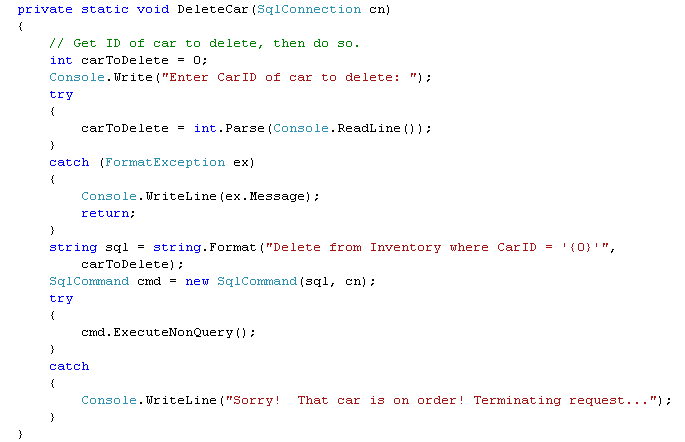 private static void DeleteCar(SqlConnection cn)
{
    // Get ID of car to delete, then do so.
    int carToDelete = 0;
    Console.Write("Enter CarID of car to delete: ");
    try
    {
        carToDelete = int.Parse(Console.ReadLine());
    }
    catch (FormatException ex)
    {
        Console.WriteLine(ex.Message);
        return;
    }
    string sql = string.Format("Delete from Inventory where CarID = '{0}'",
        carToDelete);
    SqlCommand cmd = new SqlCommand(sql, cn);
    try
    {
        cmd.ExecuteNonQuery();
    }
    catch
    {
        Console.WriteLine("Sorry!  That car is on order! Terminating request...");
    }
}